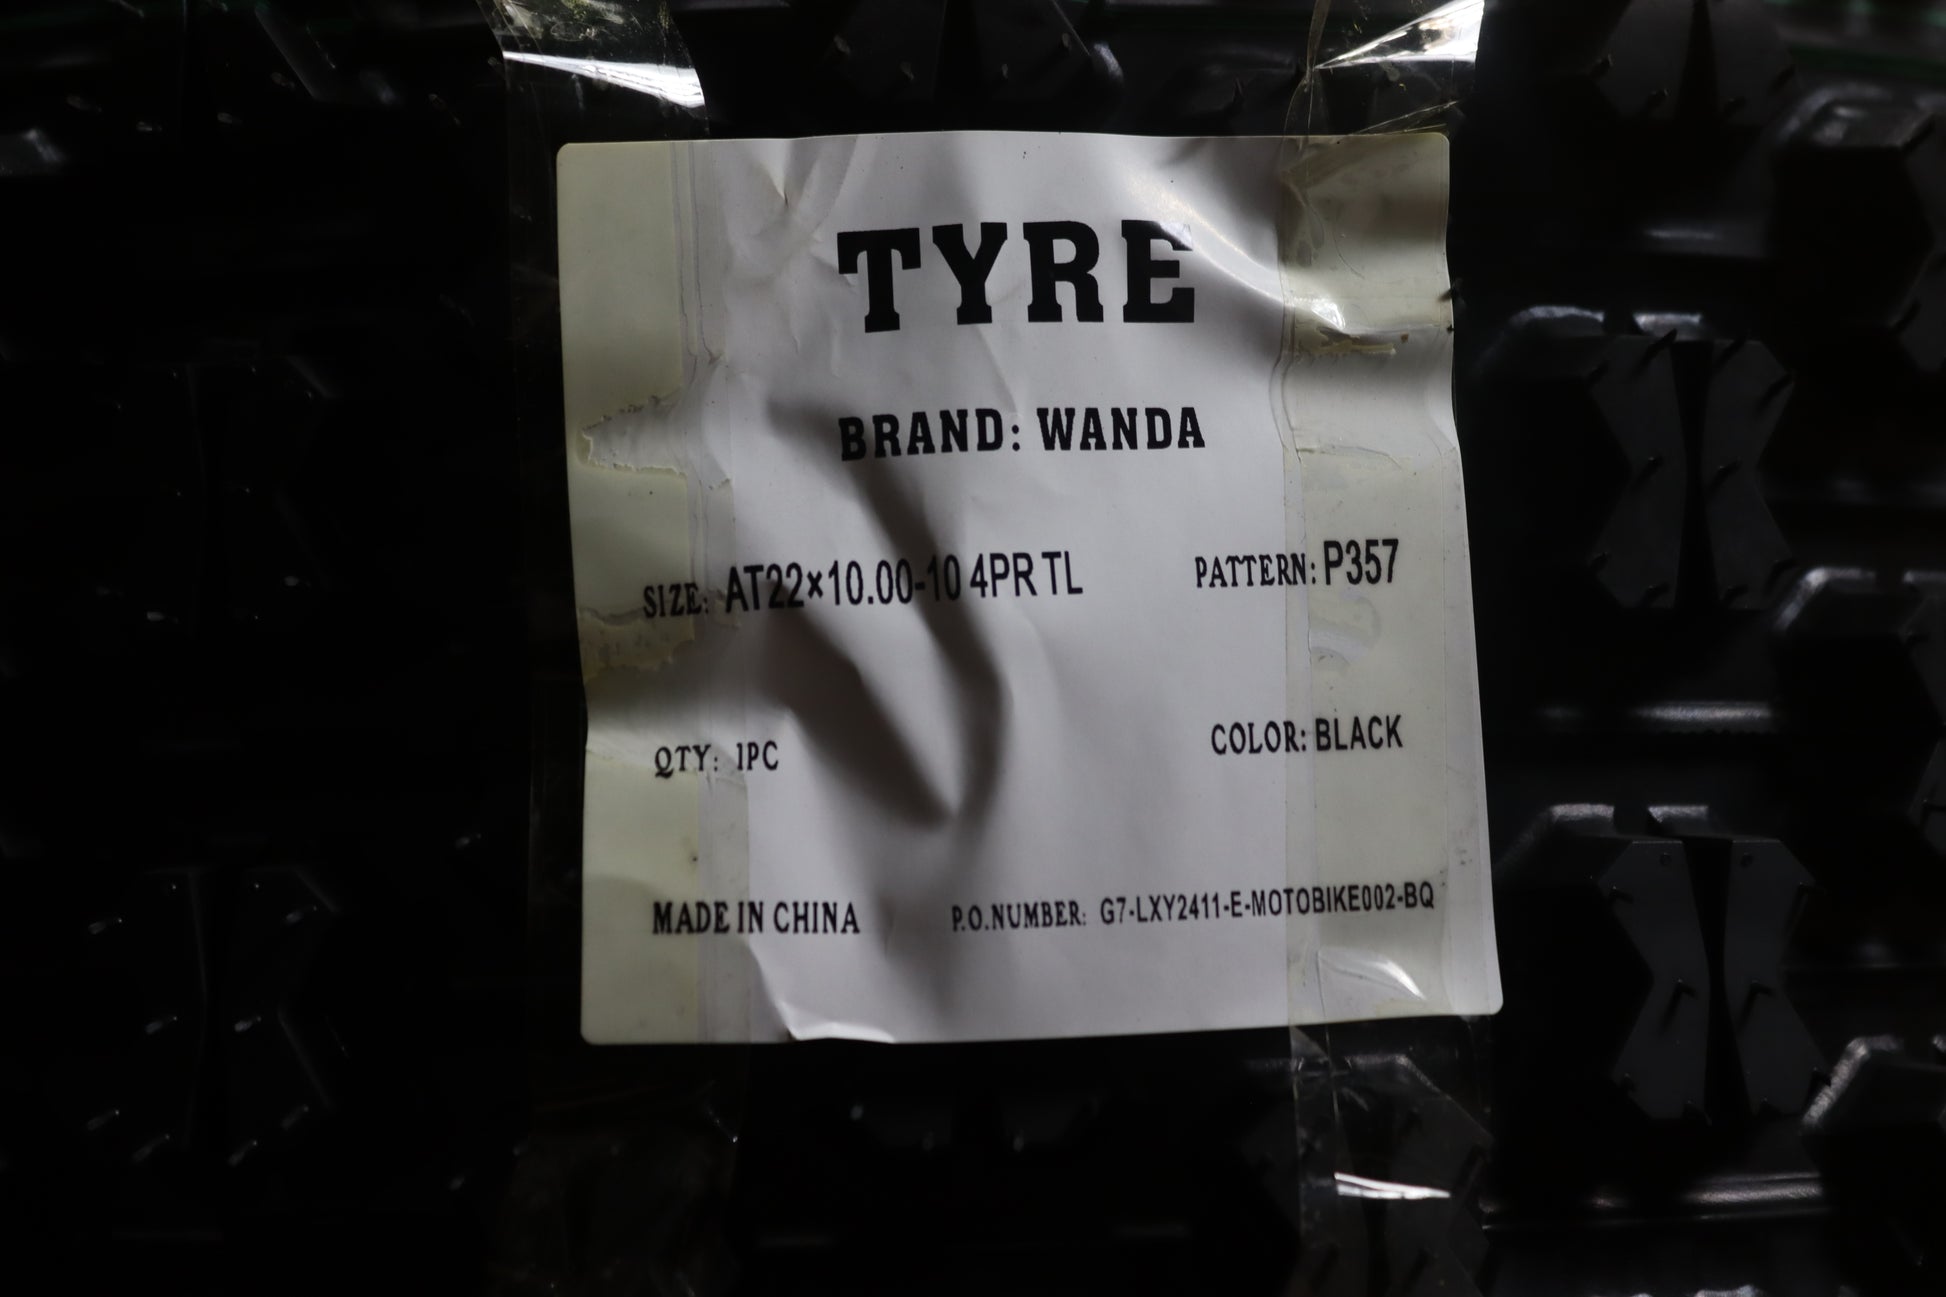 TYRE
BRAND: WANDA
SIZE: AT22×10.00-10 4PR TL PATTERN: P357
QTY: 1PC COLOR: BLACK
MADE IN CHINA P.O.NUMBER: G7-LXY2411-E-MOTOBIKE002-BQ